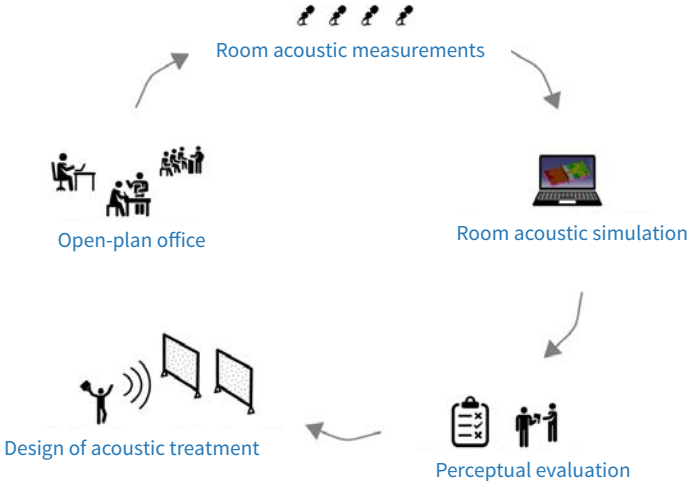 Room acoustic measurements
Open-plan office
Room acoustic simulation
Design of acoustic treatment
Perceptual evaluation